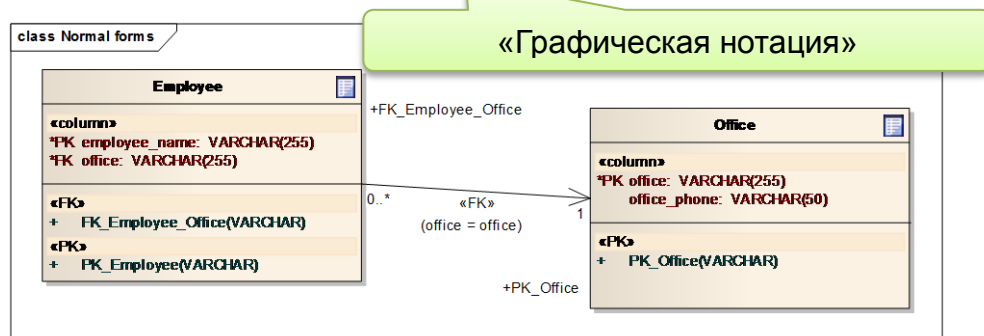 «Графическая нотация»
class Normal forms
Employee
«column»
*PK employee_name: VARCHAR(255)
*FK office: VARCHAR(255)
«FK»
+ FK_Employee_Office(VARCHAR)
«PK»
+ PK_Employee(VARCHAR)
+FK_Employee_Office
0..*
«FK»
(office = office)
1
+PK_Office
Office
«column»
*PK office: VARCHAR(255)
office_phone: VARCHAR(50)
«PK»
+ PK_Office(VARCHAR)